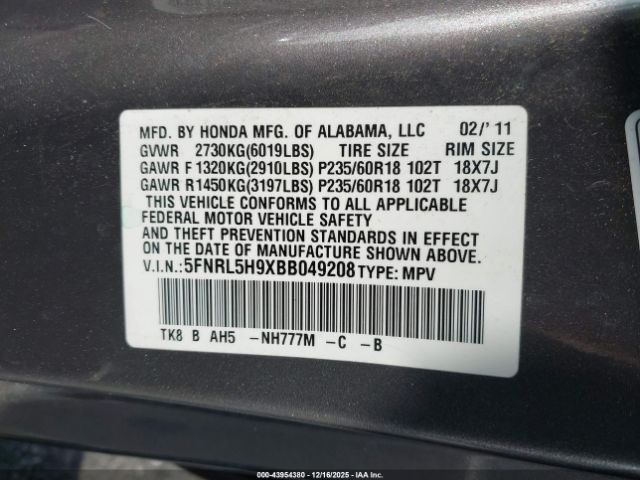 MFD. BY HONDA MFG. OF ALABAMA, LLC 02/'11
GVWR 2730KG(6019LBS) TIRE SIZE RIM SIZE
GAWR F 1320KG(2910LBS) P235/60R18 102T 18X7J
GAWR R1450KG(3197LBS) P235/60R18 102T 18X7J
THIS VEHICLE CONFORMS TO ALL APPLICABLE
FEDERAL MOTOR VEHICLE SAFETY
AND THEFT PREVENTION STANDARDS IN EFFECT
ON THE DATE OF MANUFACTURE SHOWN ABOVE.
V.I.N.:5FNRL5H9XBB049208 TYPE: MPV
TK8 B AH5 -NH777M -C -B
000-43954380 - 12/16/2025 - IAAI.com